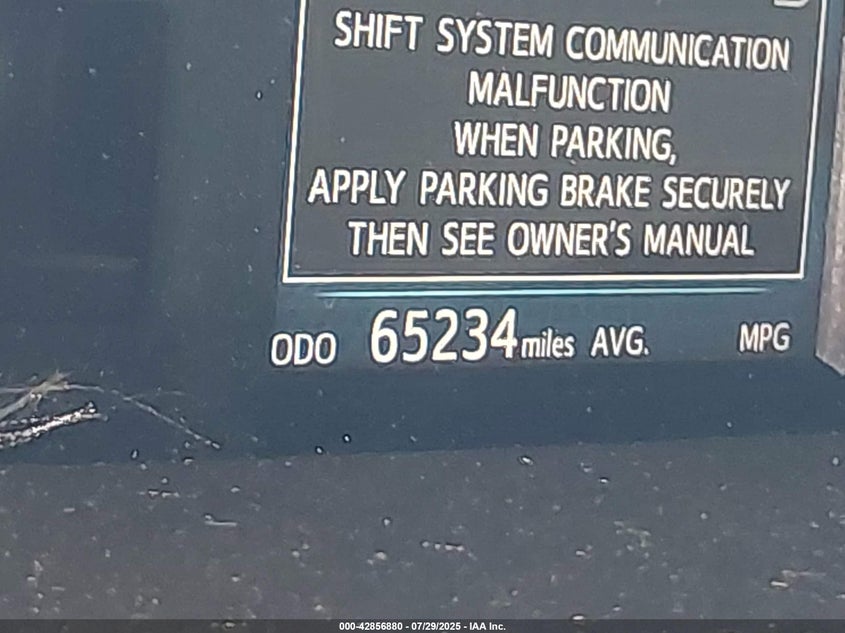 SHIFT SYSTEM COMMUNICATION
MALFUNCTION
WHEN PARKING,
APPLY PARKING BRAKE SECURELY
THEN SEE OWNER'S MANUAL
ODO 65234 miles AVG. MPG
000-42856880 - 07/29/2025 - IAA Inc.